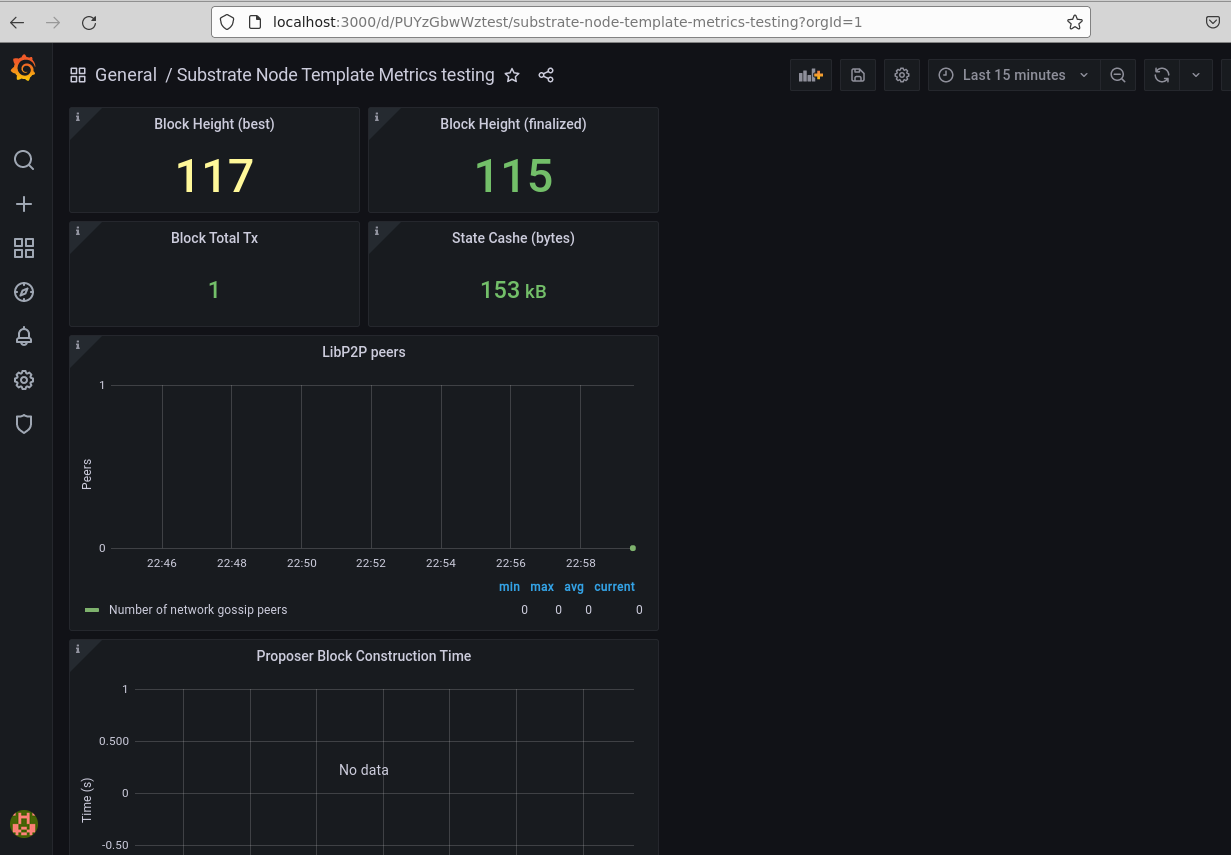 localhost:3000/d/PUYzGbwWztest/substrate-node-template-metrics-testing?orgId=1
General / Substrate Node Template Metrics testing
Last 15 minutes
i
Block Height (best)
117
i
Block Height (finalized)
115
i
Block Total Tx
1
i
State Cashe (bytes)
153 kB
i
LibP2P peers
1
Peers
0
22:46 22:48 22:50 22:52 22:54 22:56 22:58
min max avg current
Number of network gossip peers 0 0 0 0
i
Proposer Block Construction Time
1
0.500
No data
Time (s)
0
-0.50